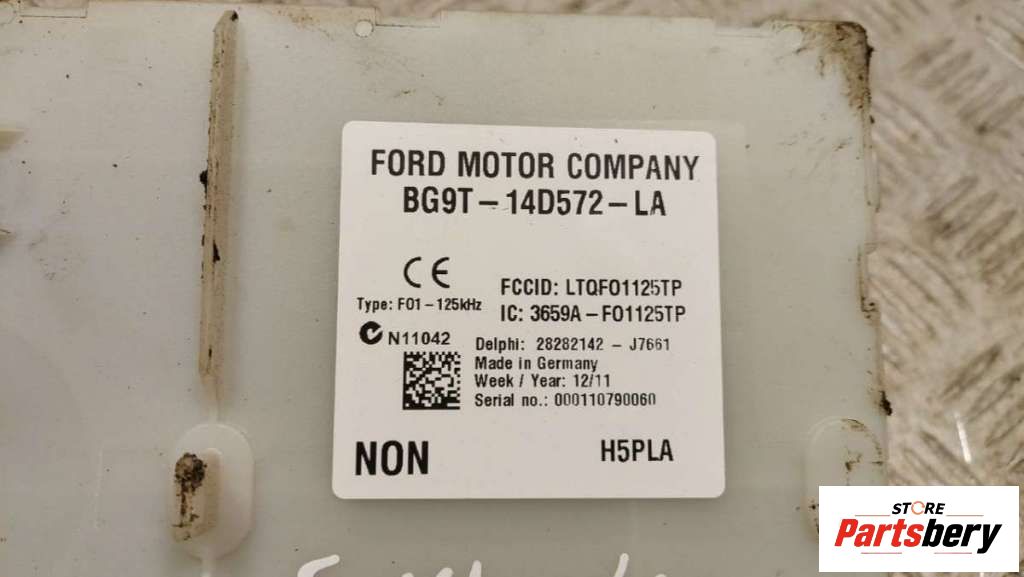 FORD MOTOR COMPANY
BG9T-14D572-LA
CE
FCCID: LTQFO1125TP
Type: FO1-125kHz
IC: 3659A-FO1125TP
N11042
Delphi: 28282142 - J7661
Made in Germany
Week / Year: 12/11
Serial no.: 000110790060
NON
H5PLA
STORE
Partsbery